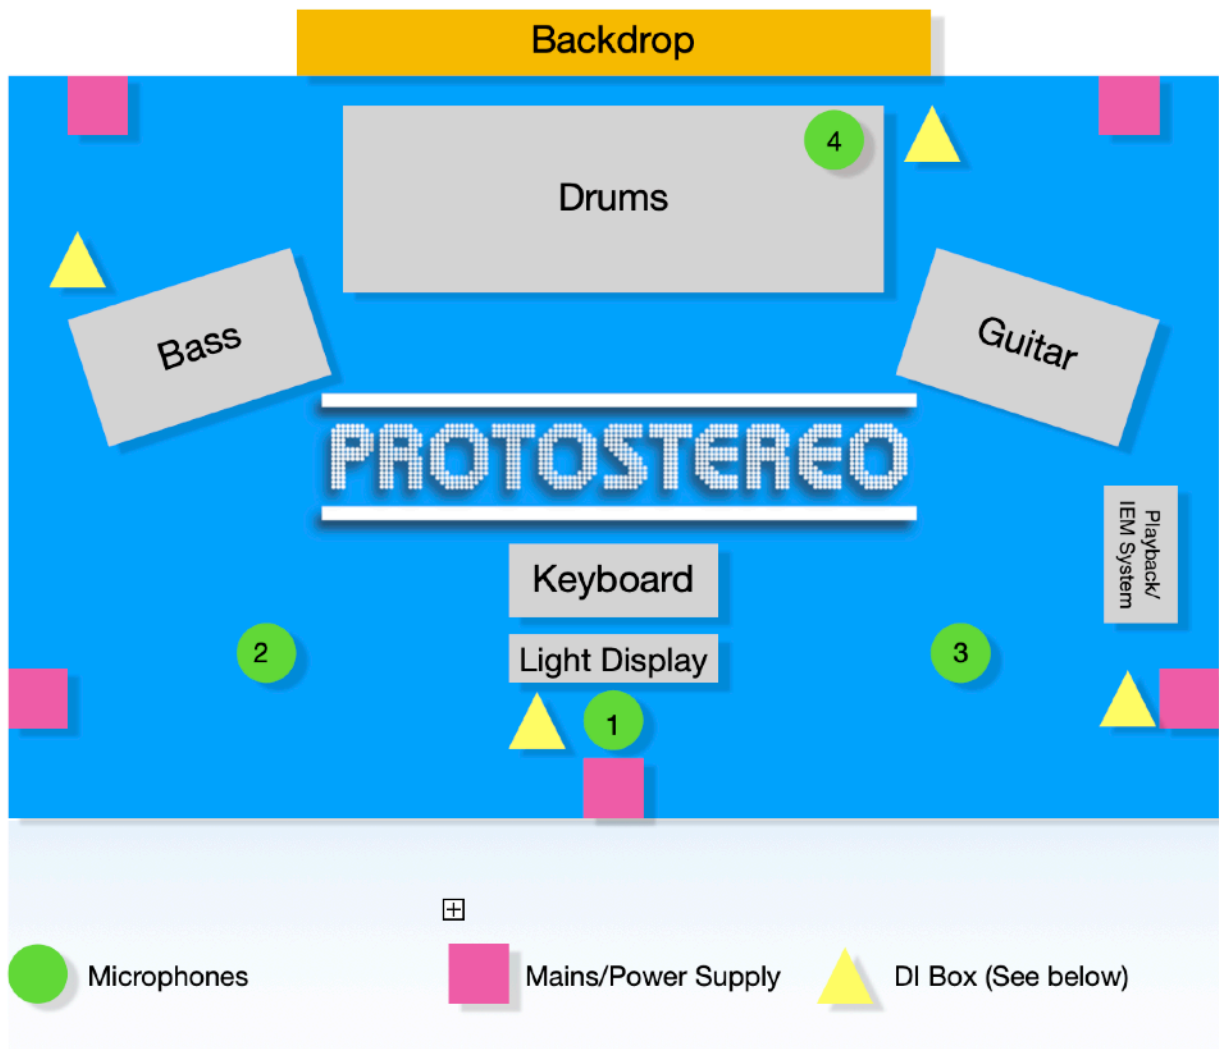 Backdrop
4
Drums
Bass
Guitar
PROTOSTEREO
Playback/
IEM System
Keyboard
2
Light Display
3
1
Microphones
Mains/Power Supply
DI Box (See below)